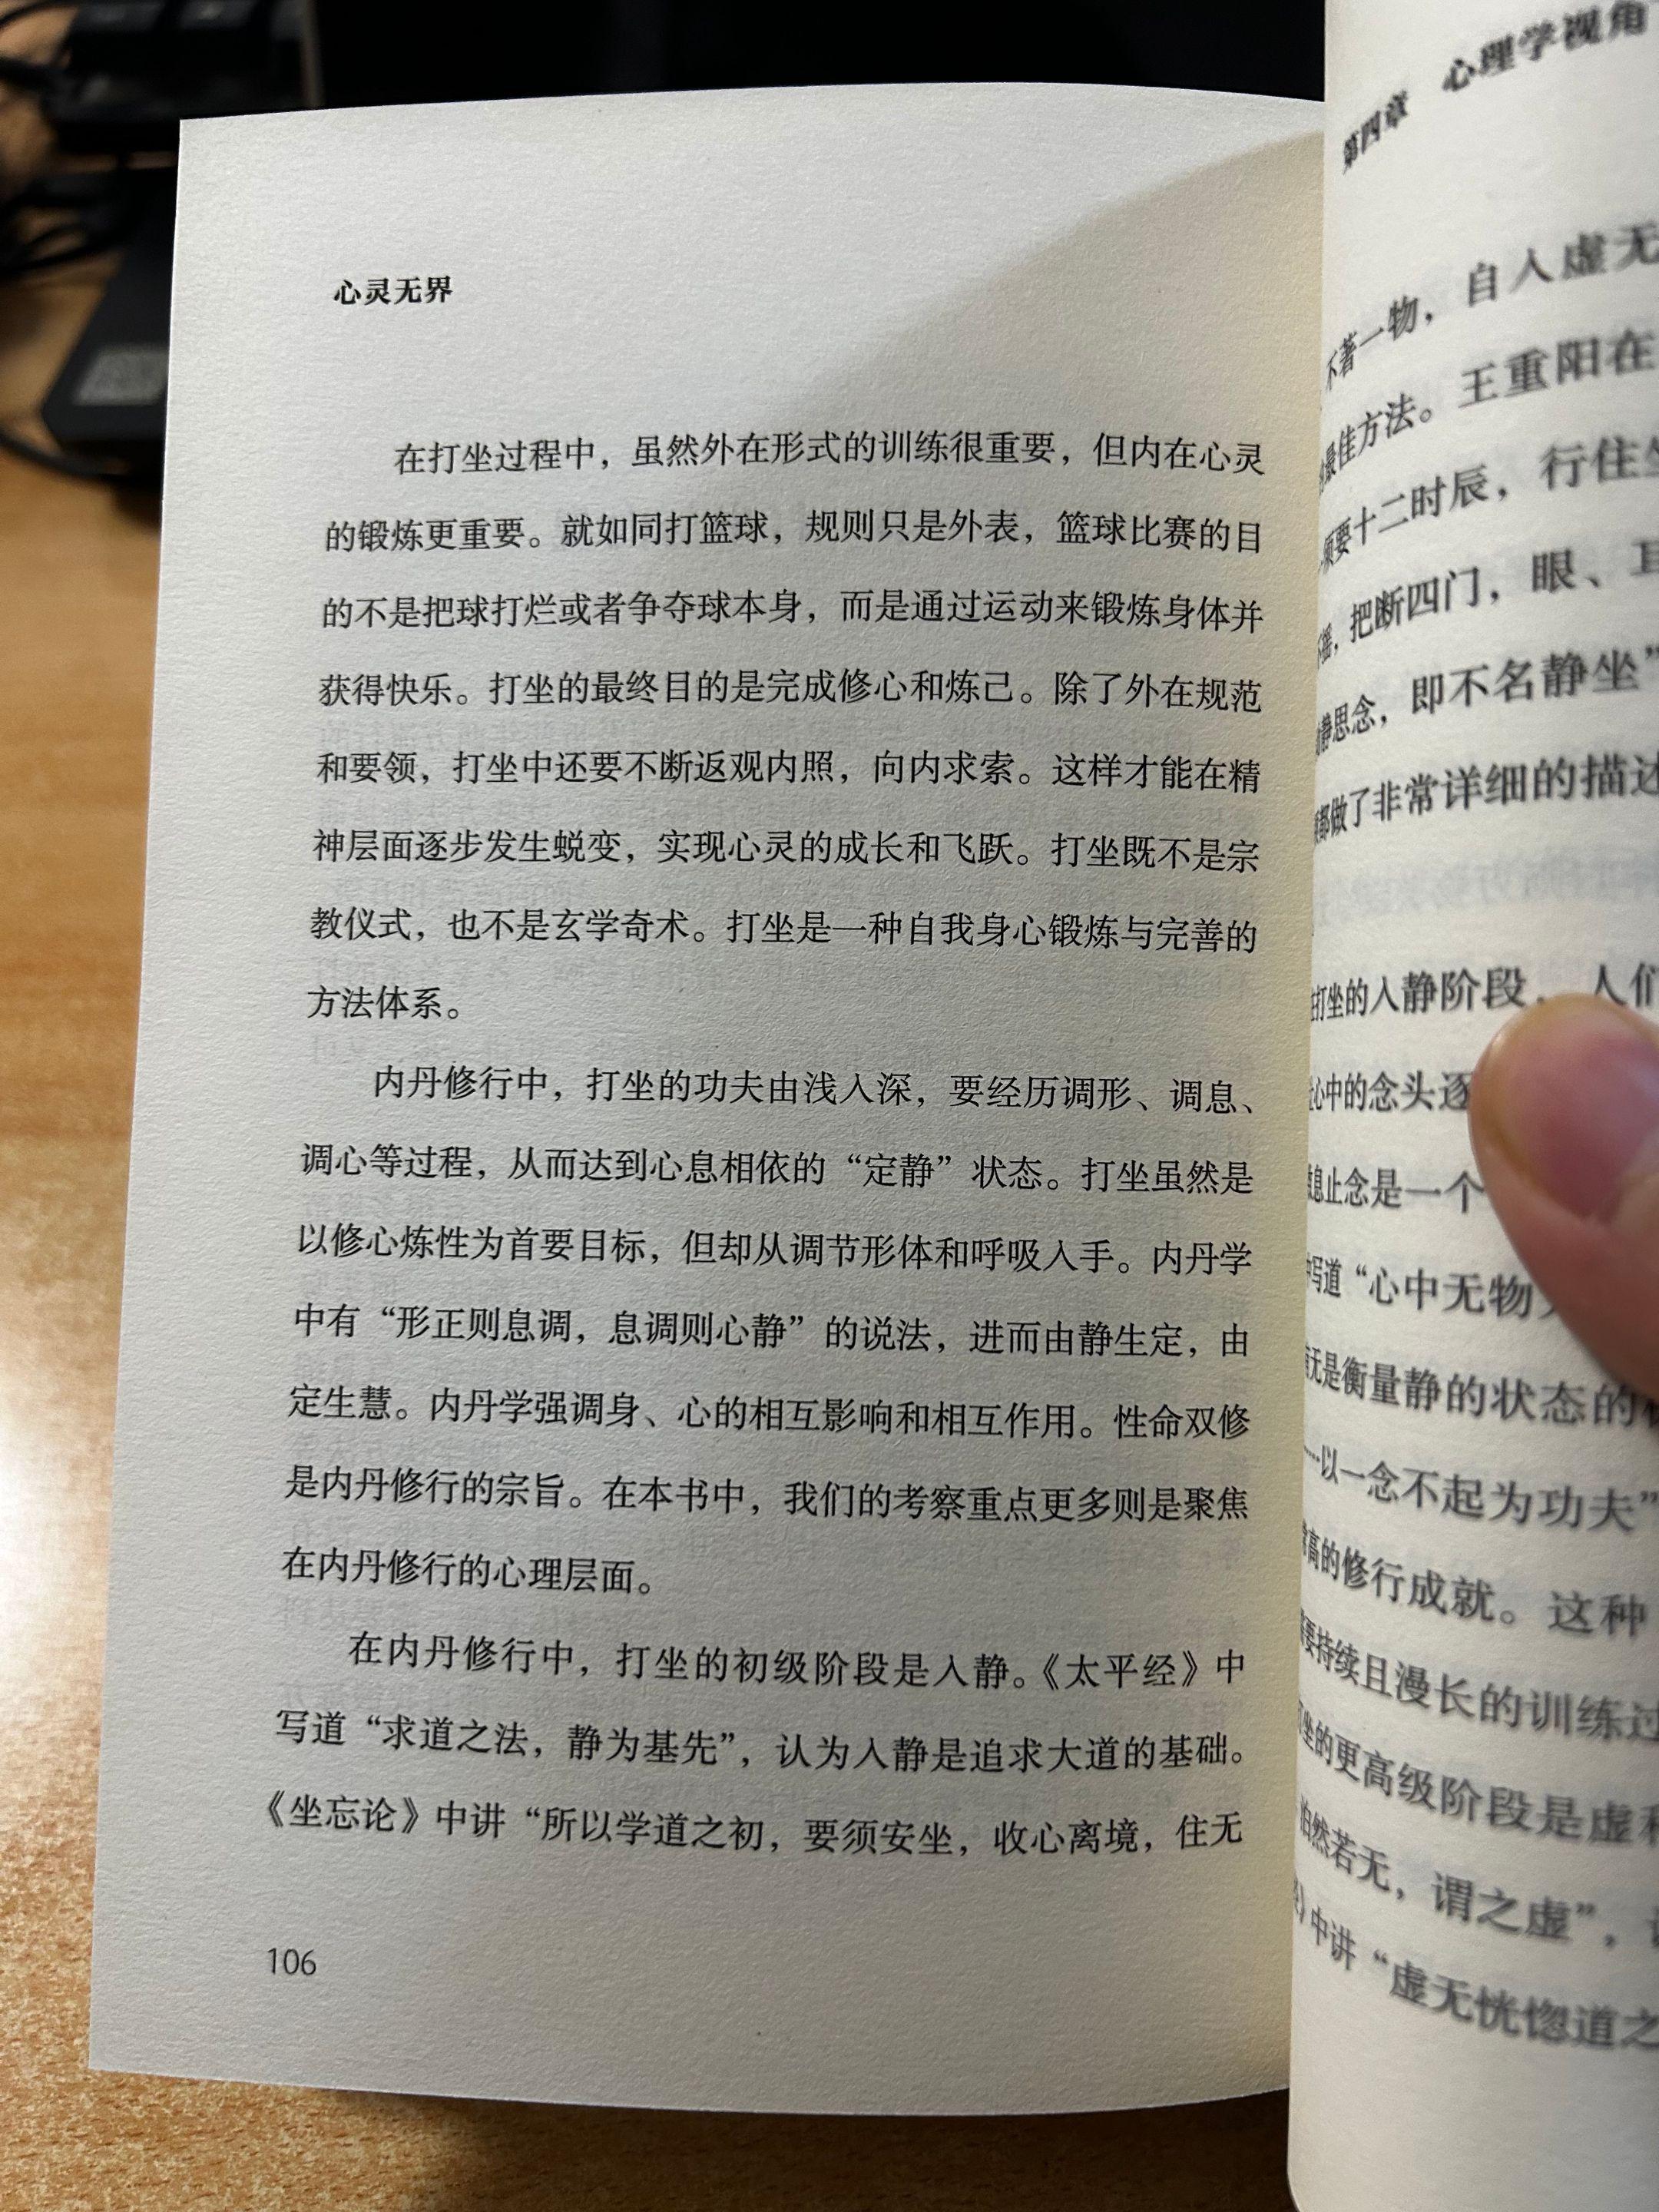 心灵无界
在打坐过程中，虽然外在形式的训练很重要，但内在心灵
的锻炼更重要。就如同打篮球，规则只是外表，篮球比赛的目
的不是把球打烂或者争夺球本身，而是通过运动来锻炼身体并
获得快乐。打坐的最终目的是完成修心和炼己。除了外在规范
和要领，打坐中还要不断返观内照，向内求索。这样才能在精
神层面逐步发生蜕变，实现心灵的成长和飞跃。打坐既不是宗
教仪式，也不是玄学奇术。打坐是一种自我身心锻炼与完善的
方法体系。
内丹修行中，打坐的功夫由浅入深，要经历调形、调息、
调心等过程，从而达到心息相依的“定静”状态。打坐虽然是
以修心炼性为首要目标，但却从调节形体和呼吸入手。内丹学
中有“形正则息调，息调则心静”的说法，进而由静生定，由
定生慧。内丹学强调身、心的相互影响和相互作用。性命双修
是内丹修行的宗旨。在本书中，我们的考察重点更多则是聚焦
在内丹修行的心理层面。
在内丹修行中，打坐的初级阶段是入静。《太平经》中
写道“求道之法，静为基先”，认为入静是追求大道的基础。
《坐忘论》中讲“所以学道之初，要须安坐，收心离境，住无
106
第四章 心理学视角
不著一物，自入虚无
最佳方法。王重阳在
须要十二时辰，行住坐
摇，把断四门，眼、耳
静思念，即不名静坐”
都做了非常详细的描述
打坐的入静阶段，人们
心中的念头逐
息止念是一个
中写道“心中无物
无是衡量静的状态的
……以一念不起为功夫”
高的修行成就。这种
要持续且漫长的训练过
坐的更高级阶段是虚
怕然若无，谓之虚”，
》中讲“虚无恍惚道之